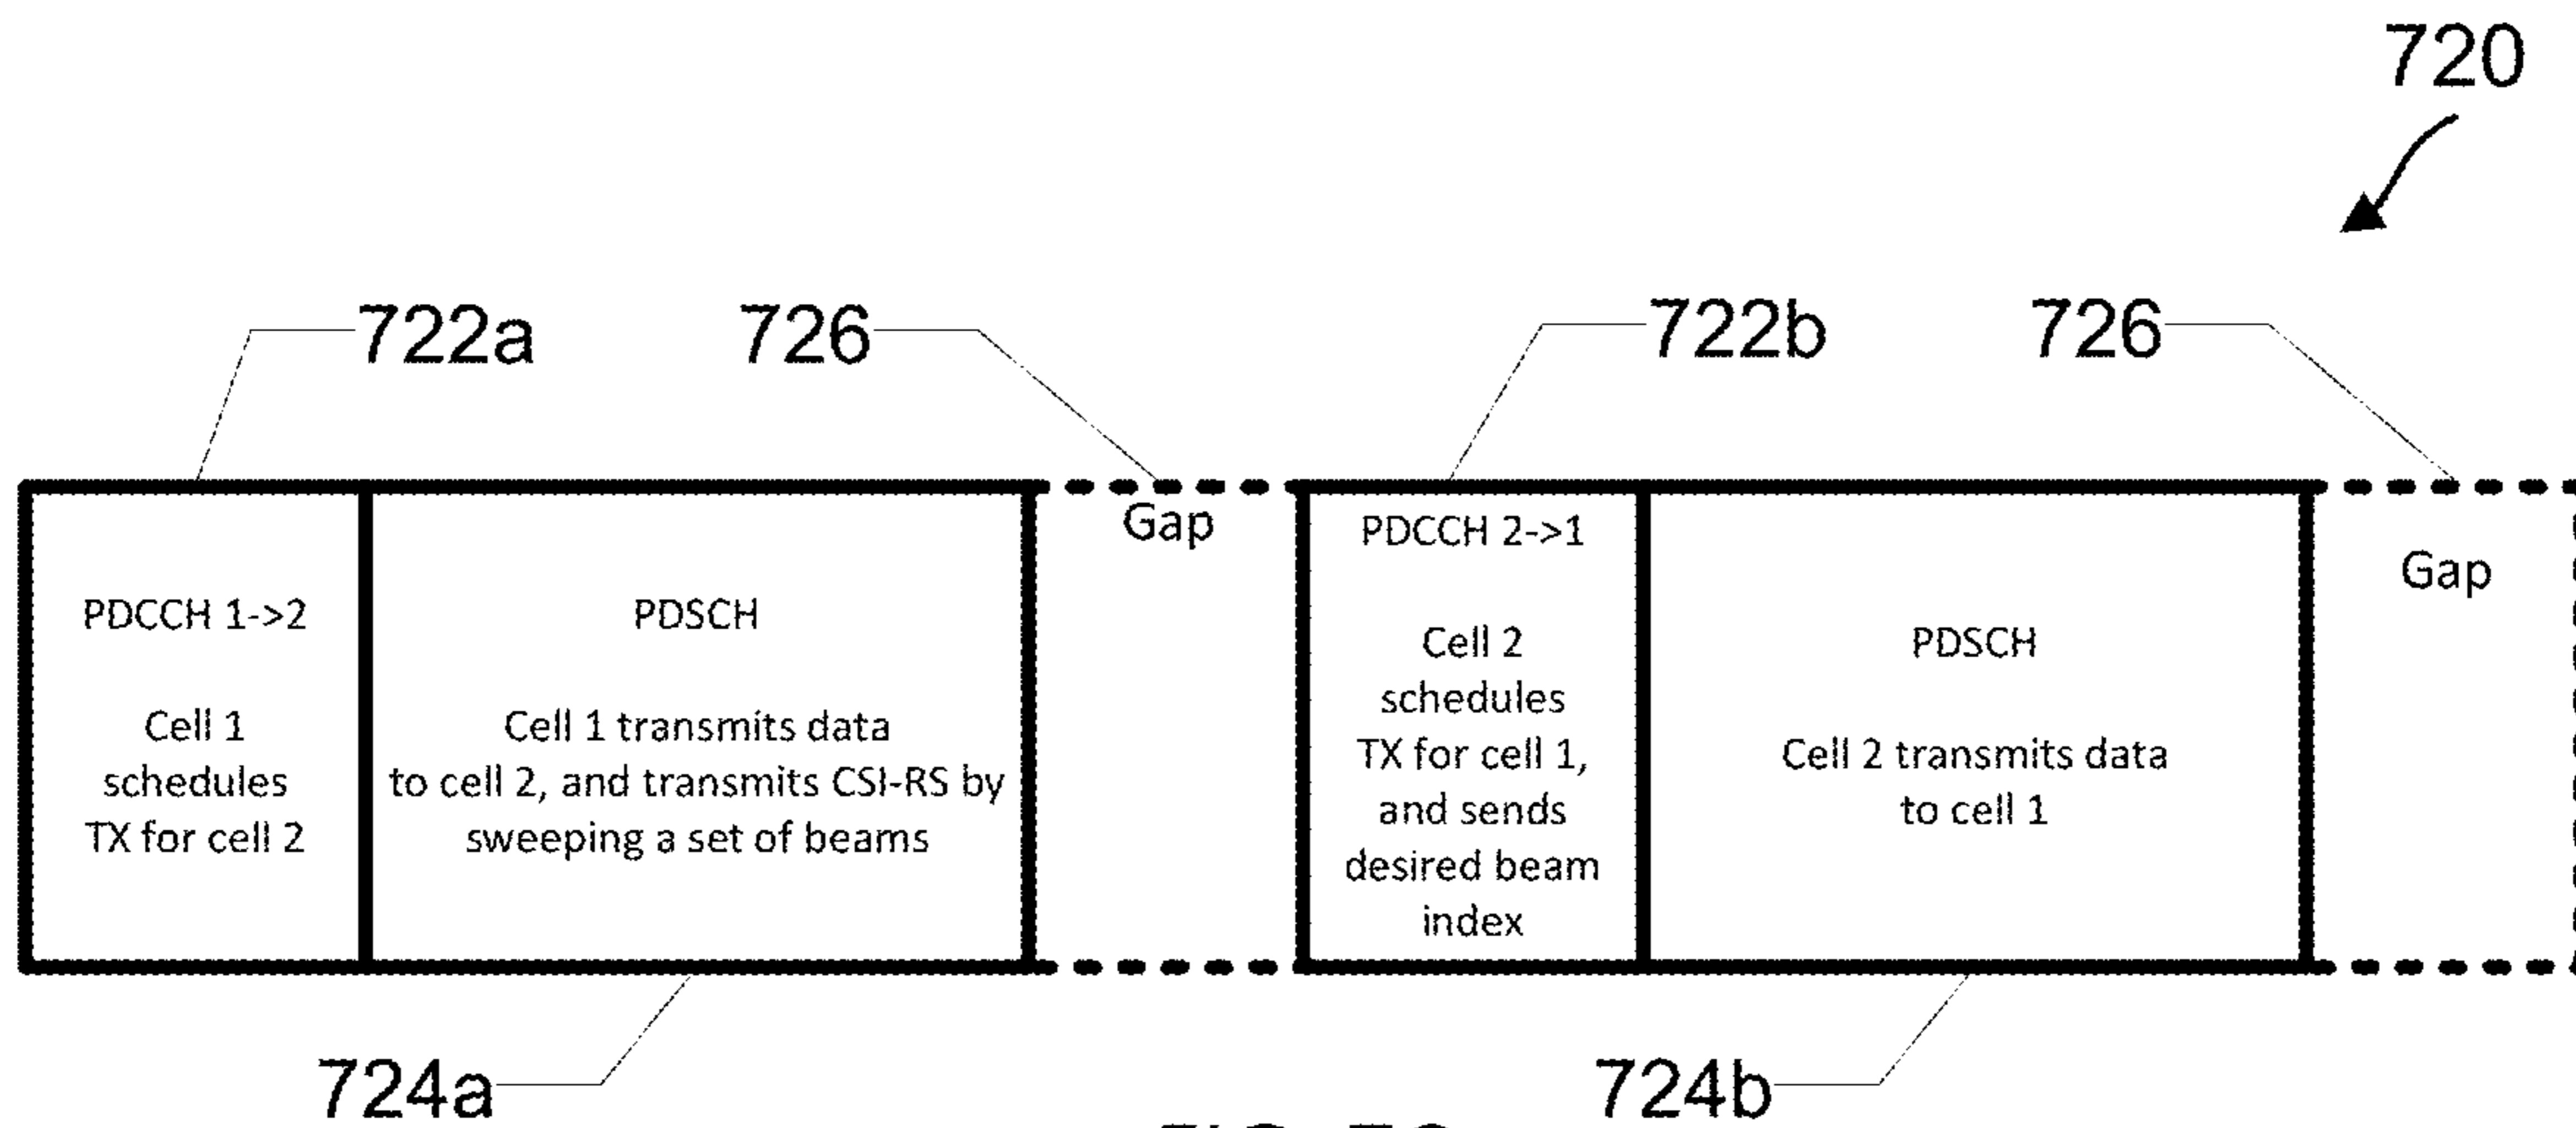 720
722a
726
722b
726
PDCCH 1->2
Cell 1
schedules
TX for cell 2
PDSCH
Cell 1 transmits data
to cell 2, and transmits CSI-RS by
sweeping a set of beams
Gap
PDCCH 2->1
Cell 2
schedules
TX for cell 1,
and sends
desired beam
index
PDSCH
Cell 2 transmits data
to cell 1
Gap
724a
724b